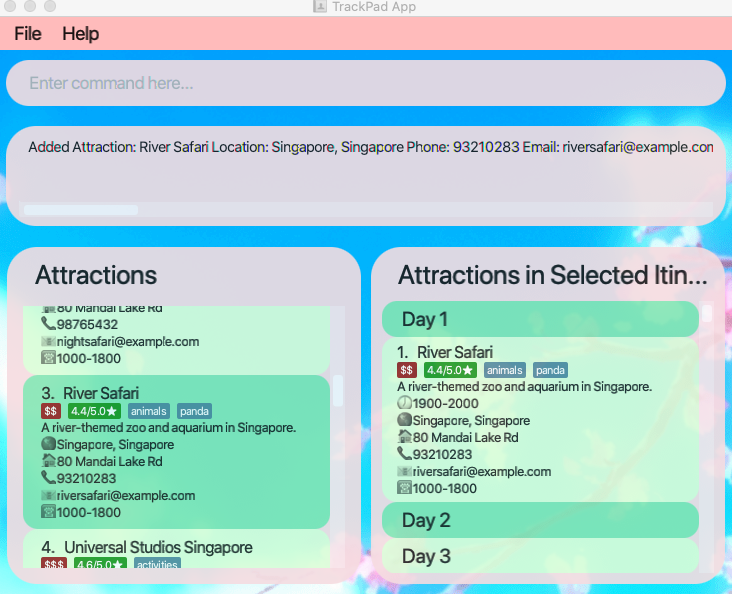 TrackPad App
File Help
Enter command here...
Added Attraction: River Safari Location: Singapore, Singapore Phone: 93210283 Email: riversafari@example.com
Attractions
80 Mandai Lake Rd
98765432
nightsafari@example.com
1000-1800
3. River Safari
$$ 4.4/5.0★ animals panda
A river-themed zoo and aquarium in Singapore.
Singapore, Singapore
80 Mandai Lake Rd
93210283
riversafari@example.com
1000-1800
4. Universal Studios Singapore
$$$ 4.6/5.0★ activities
Attractions in Selected Itin...
Day 1
1. River Safari
$$ 4.4/5.0★ animals panda
A river-themed zoo and aquarium in Singapore.
1900-2000
Singapore, Singapore
80 Mandai Lake Rd
93210283
riversafari@example.com
1000-1800
Day 2
Day 3